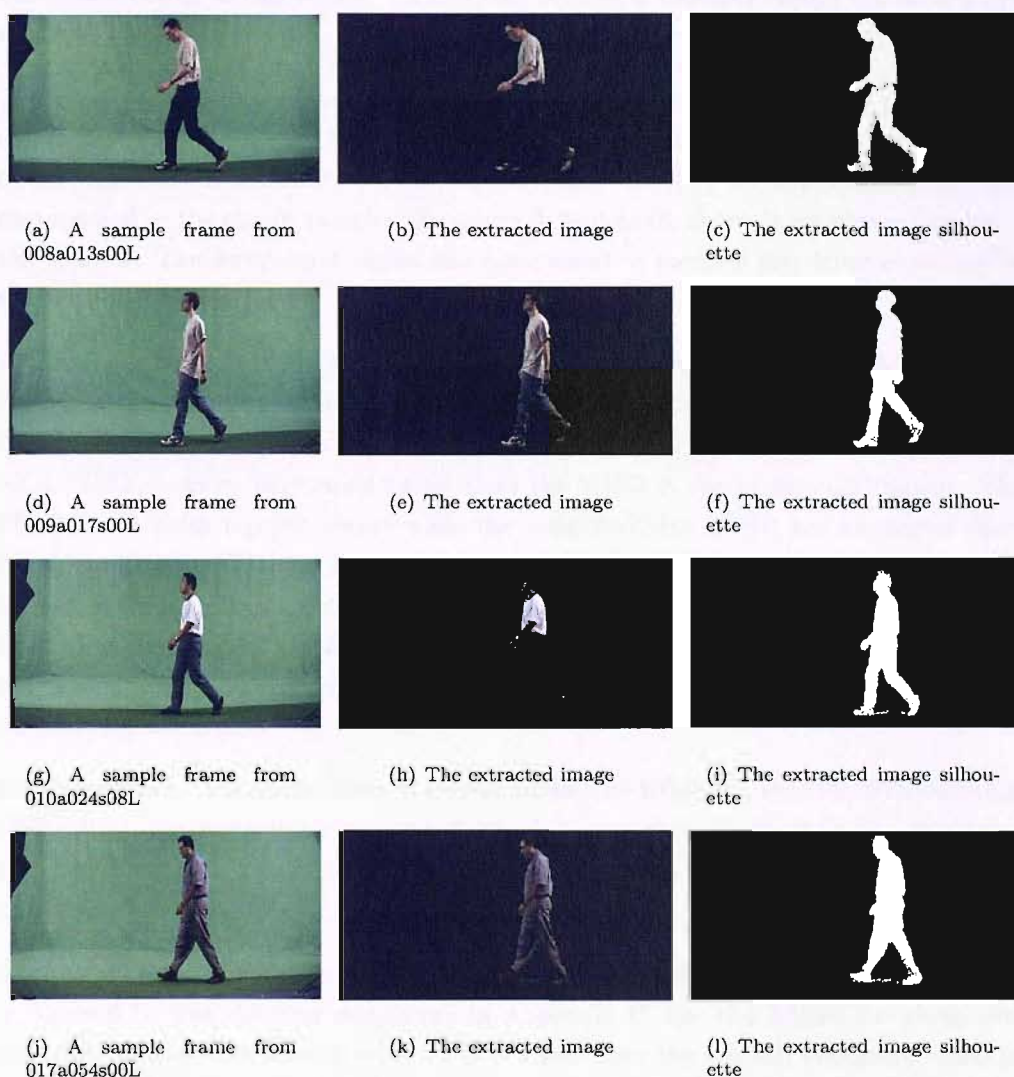 (a) A sample frame from
008a013s00L
(b) The extracted image
(c) The extracted image silhou-
ette
(d) A sample frame from
009a017s00L
(e) The extracted image
(f) The extracted image silhou-
ette
(g) A sample frame from
010a024s08L
(h) The extracted image
(i) The extracted image silhou-
ette
(j) A sample frame from
017a054s00L
(k) The extracted image
(l) The extracted image silhou-
ette